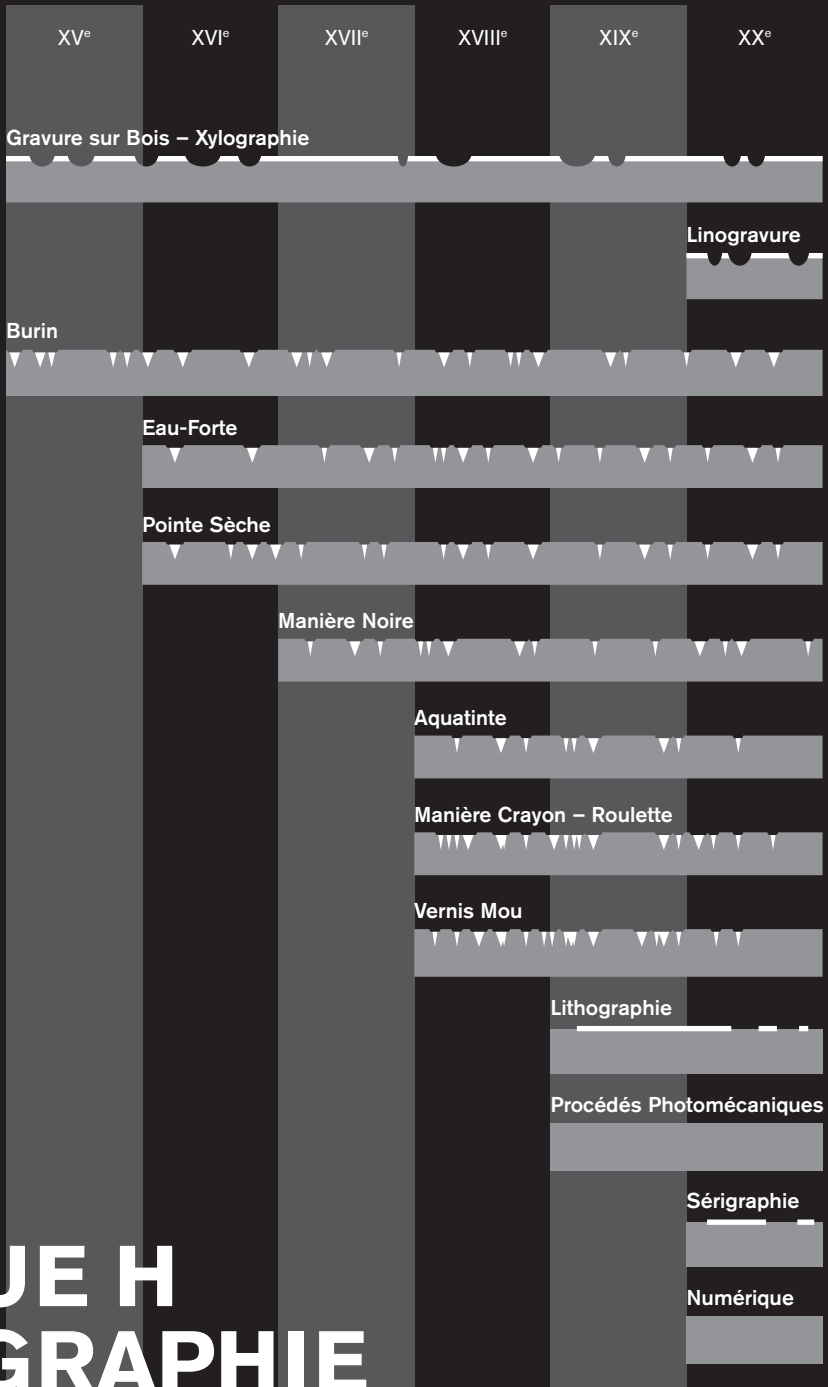 XVe XVIe XVIIe XVIIIe XIXe XXe
Gravure sur Bois – Xylographie
Linogravure
Burin
Eau-Forte
Pointe Sèche
Manière Noire
Aquatinte
Manière Crayon – Roulette
Vernis Mou
Lithographie
Procédés Photomécaniques
Sérigraphie
Numérique
UE H
GRAPHIE